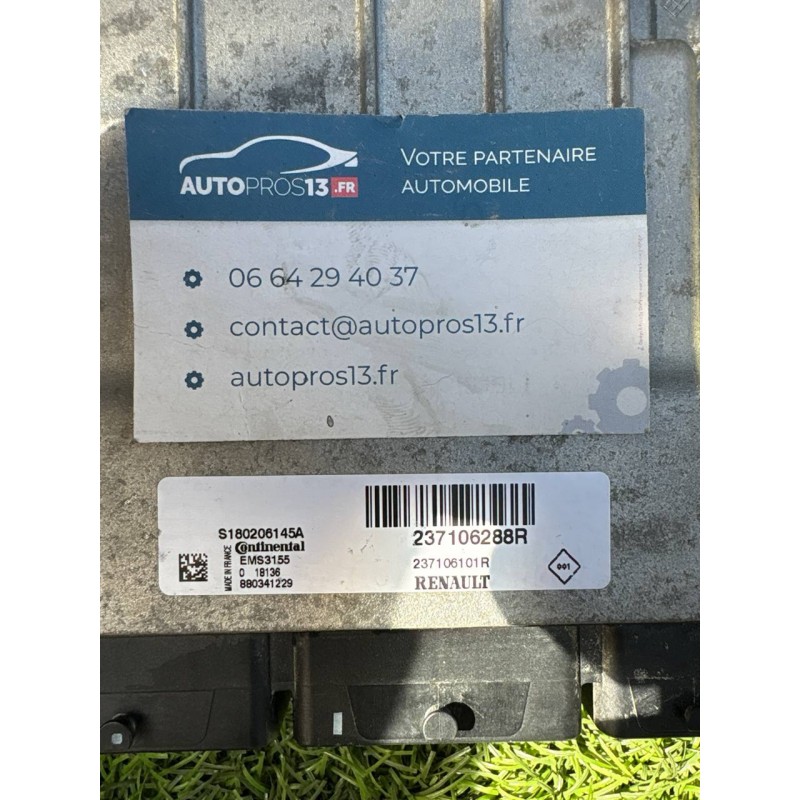 AUTOPROS13.FR
VOTRE PARTENAIRE
AUTOMOBILE
06 64 29 40 37
contact@autopros13.fr
autopros13.fr
MADE IN FRANCE
S180206145A
Continental
EMS3155
0 18136
880341229
237106288R
237106101R
RENAULT
001